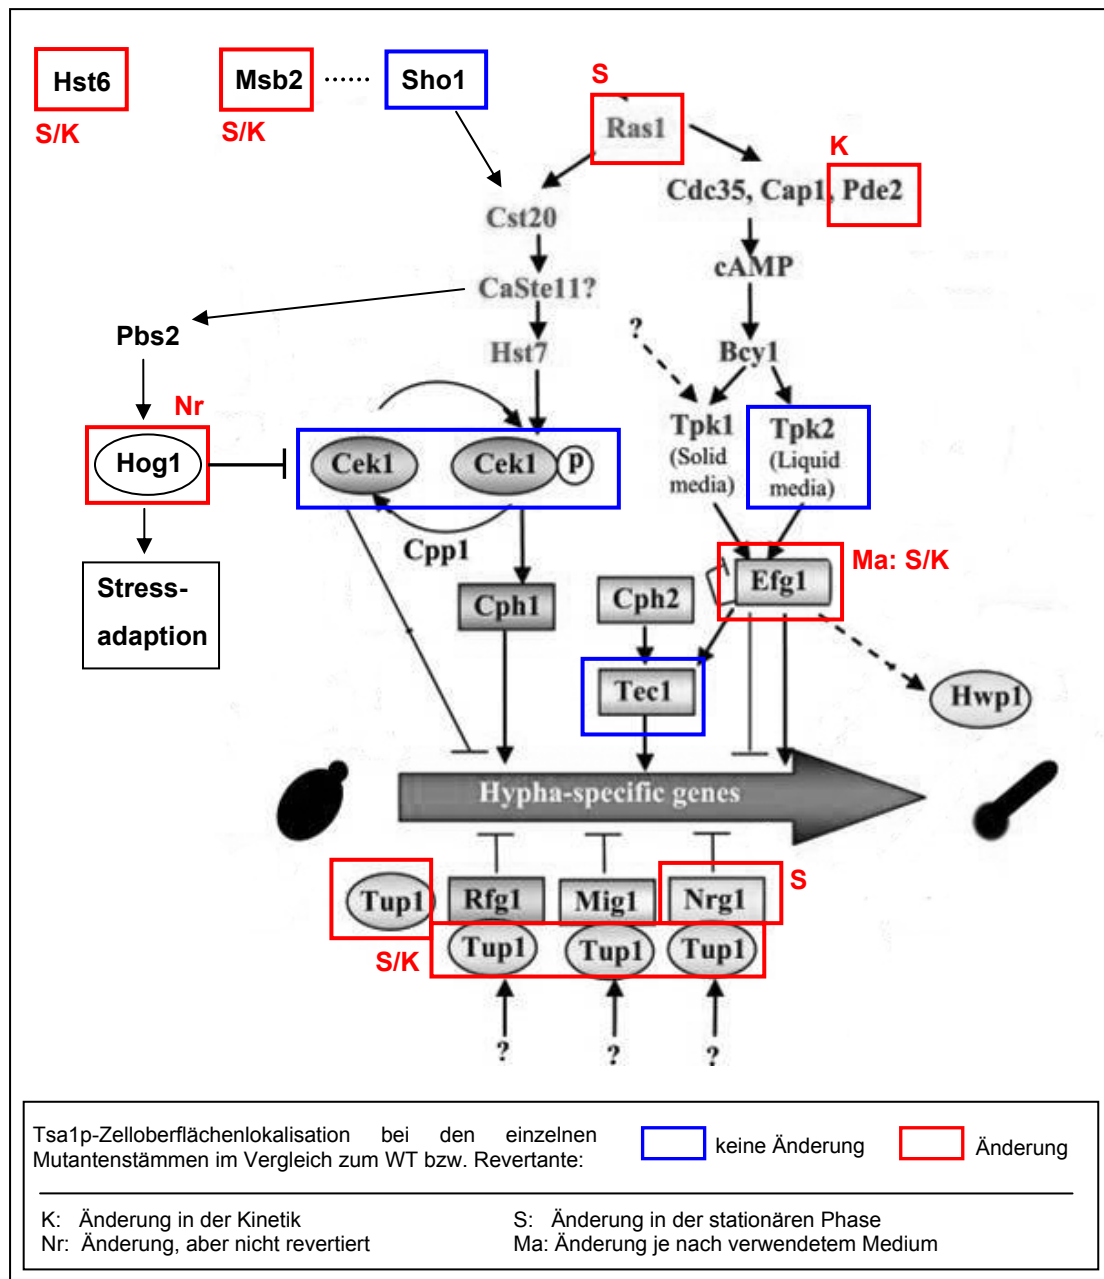 Hst6
Msb2 ...... Sho1
S/K
S/K
S
Ras1
K
Cdc35, Cap1, Pde2
Cst20
cAMP
CaSte11?
?
Pbs2
Hst7
Bcy1
Nr
Tpk1
(Solid
media)
Tpk2
(Liquid
media)
Hog1
Cek1
Cek1
P
Cpp1
Ma: S/K
Efg1
Stress-
adaption
Cph1
Cph2
Tec1
Hwp1
Hypha-specific genes
S
Tup1
Rfg1
Mig1
Nrg1
S/K
Tup1
Tup1
Tup1
?
?
?
Tsa1p-Zelloberflächenlokalisation bei den einzelnen
Mutantenstämmen im Vergleich zum WT bzw. Revertante:
keine Änderung
Änderung
K: Änderung in der Kinetik
S: Änderung in der stationären Phase
Nr: Änderung, aber nicht revertiert
Ma: Änderung je nach verwendetem Medium